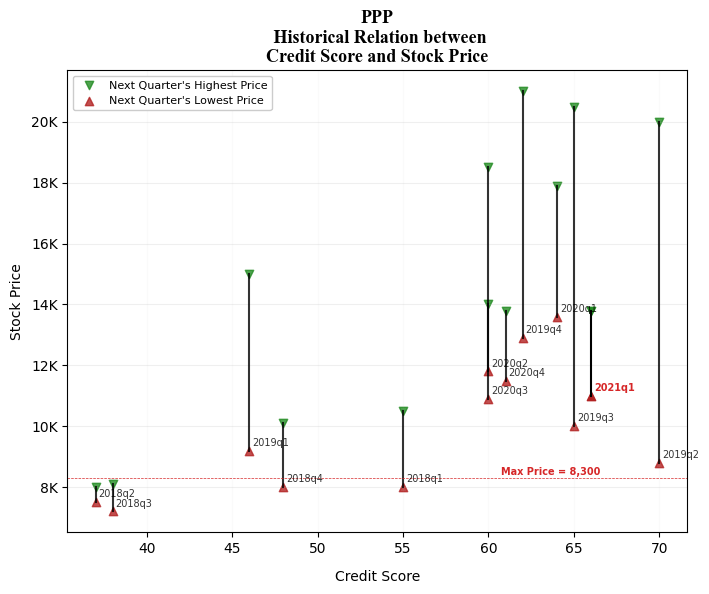 PPP
Historical Relation between
Credit Score and Stock Price
Next Quarter's Highest Price
Next Quarter's Lowest Price
Stock Price
20K
18K
16K
14K
12K
10K
8K
2020q1
2019q4
2020q2
2020q4
2020q3
2021q1
2019q3
2019q1
2019q2
Max Price = 8,300
2018q4
2018q1
2018q2
2018q3
40
45
50
55
60
65
70
Credit Score